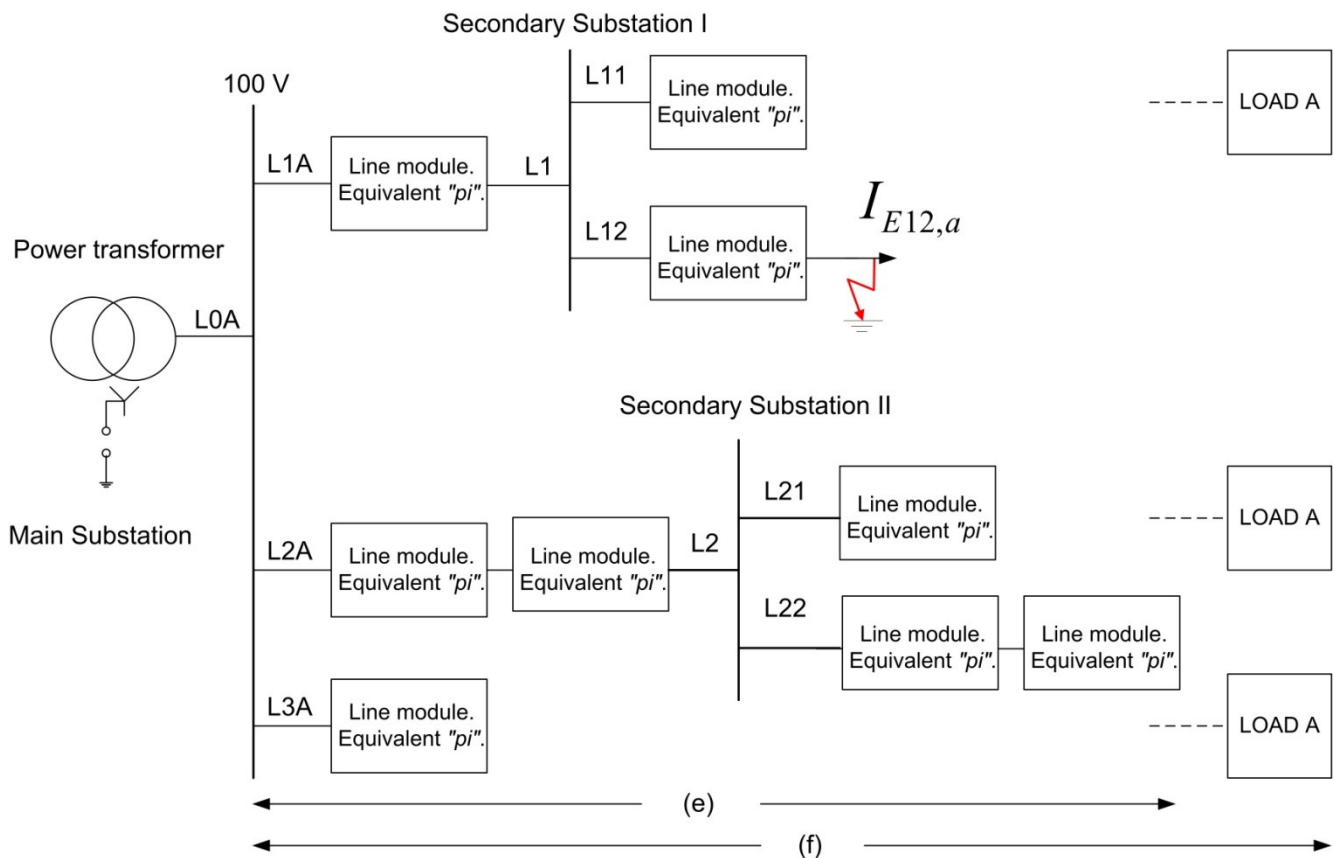 Secondary Substation I
100 V
L11
Line module.
Equivalent "pi".
LOAD A
L1A
Line module.
Equivalent "pi".
L1
L12
Line module.
Equivalent "pi".
I E12,a
Power transformer
L0A
Secondary Substation II
Main Substation
L21
Line module.
Equivalent "pi".
LOAD A
L2A
Line module.
Equivalent "pi".
Line module.
Equivalent "pi".
L2
L22
Line module.
Equivalent "pi".
Line module.
Equivalent "pi".
L3A
Line module.
Equivalent "pi".
LOAD A
(e)
(f)